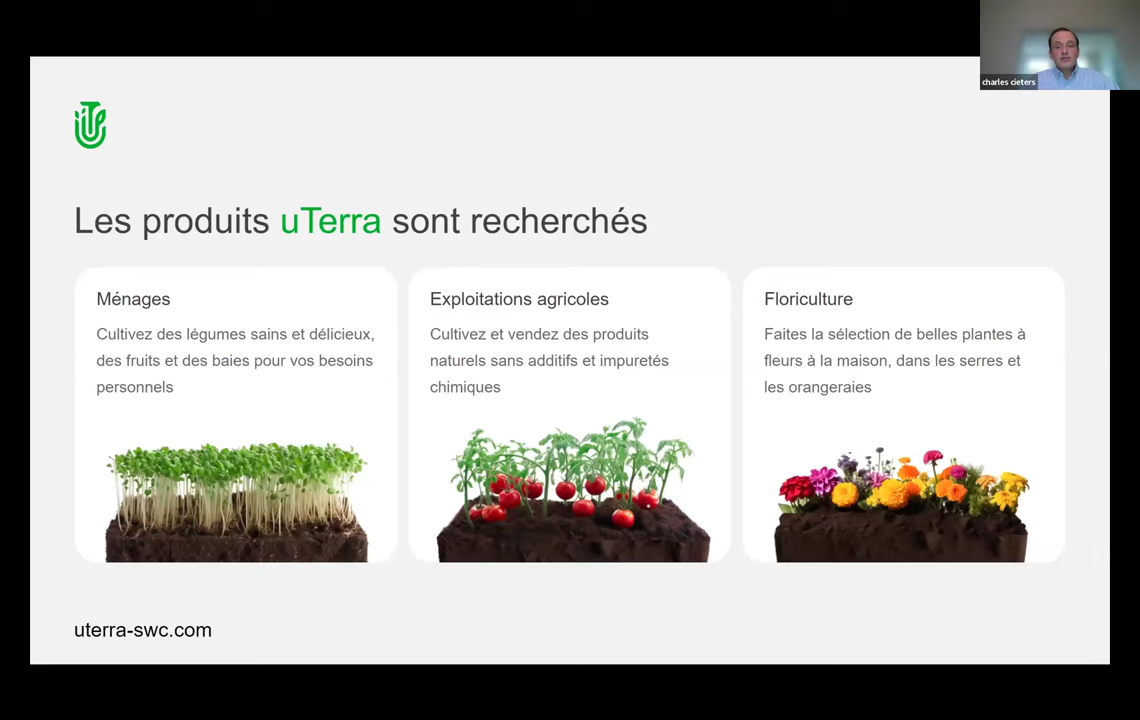 charles cieters
Les produits uTerra sont recherchés
Ménages
Cultivez des légumes sains et délicieux,
des fruits et des baies pour vos besoins
personnels
Exploitations agricoles
Cultivez et vendez des produits
naturels sans additifs et impuretés
chimiques
Floriculture
Faites la sélection de belles plantes à
fleurs à la maison, dans les serres et
les orangeraies
uterra-swc.com